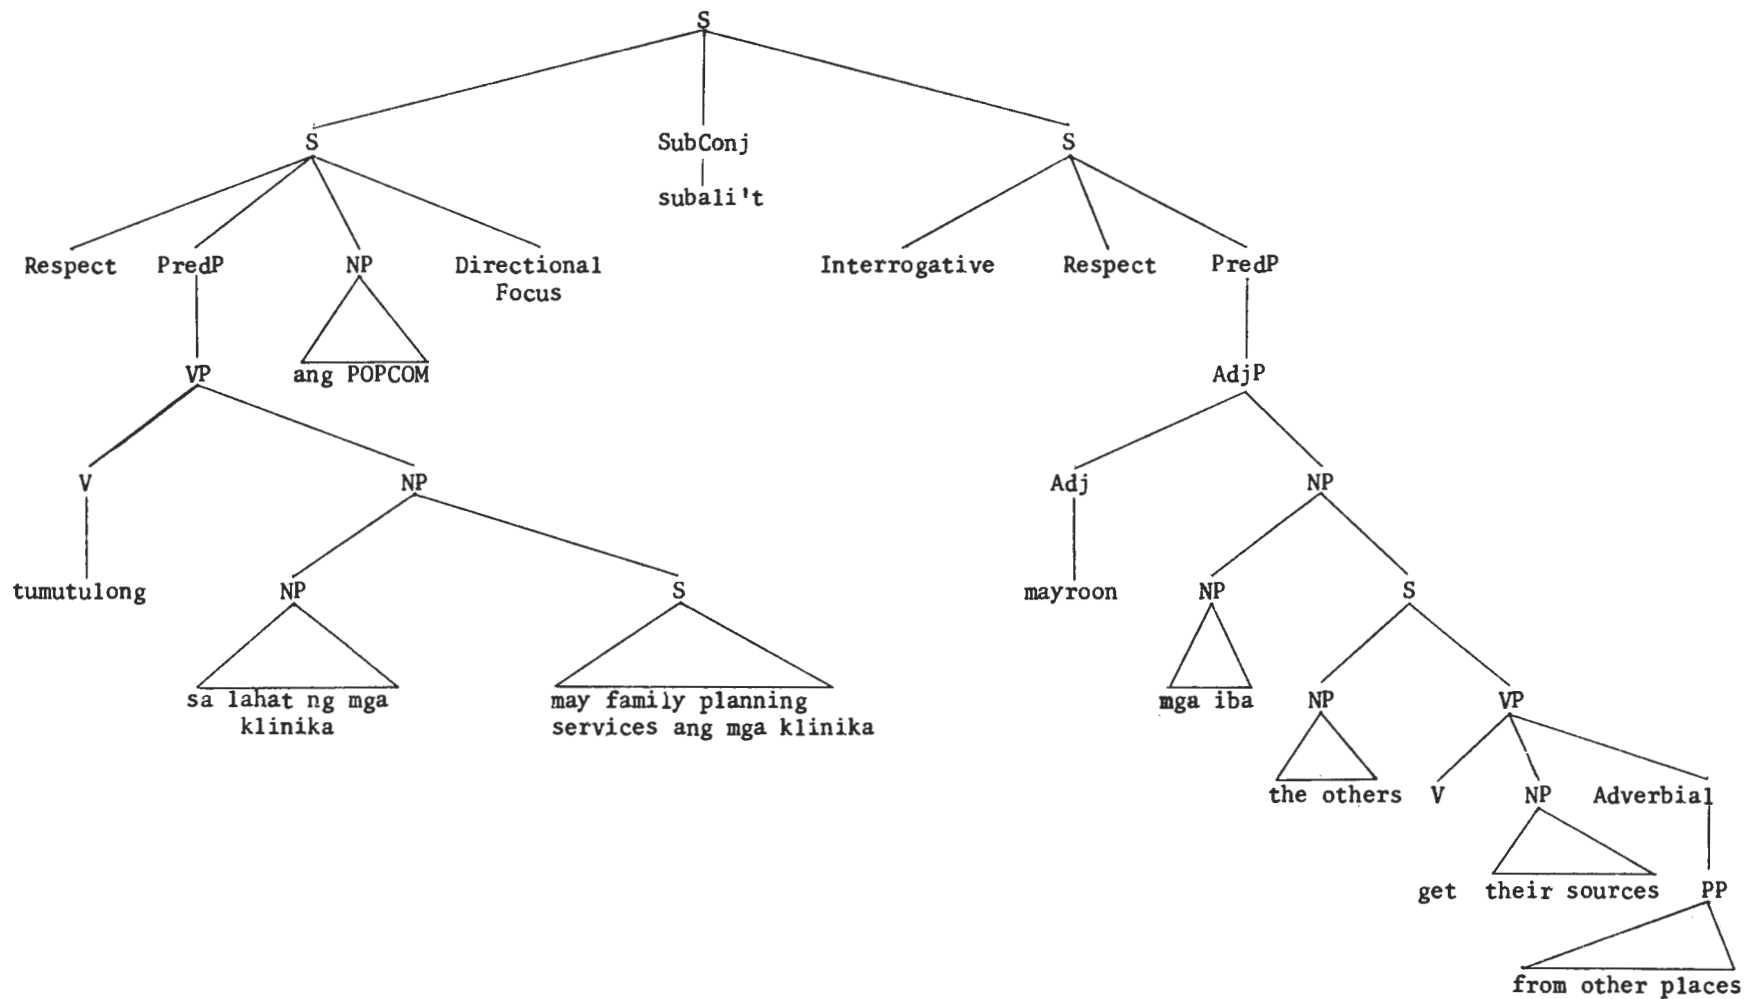 S
S SubConj S
subali't
Respect PredP NP Directional Interrogative Respect PredP
Focus
VP ang POPCOM AdjP
V NP Adj NP
tumutulong NP S mayroon NP S
sa lahat ng mga may family planning mga iba NP VP
klinika services ang mga klinika
the others V NP Adverbial
get their sources PP
from other places